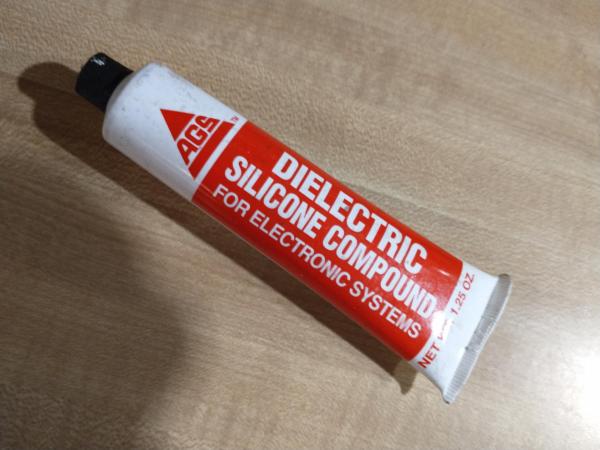 AGS
DIELECTRIC
SILICONE COMPOUND
FOR ELECTRONIC SYSTEMS
NET 1.25 OZ.